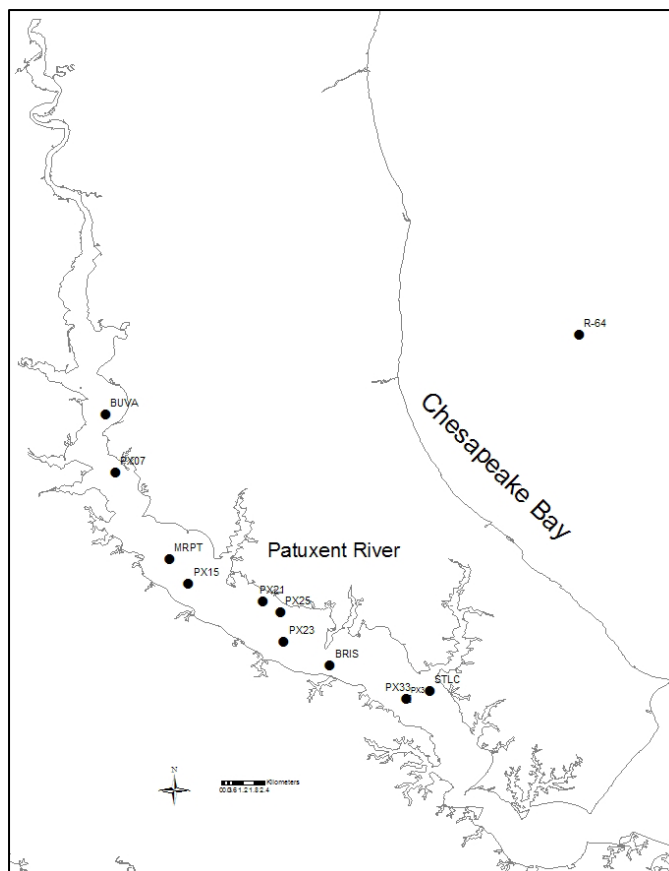 R-64
BUVA
Chesapeake Bay
PX07
Patuxent River
MRPT
PX15
PX21
PX25
PX23
BRIS
STLC
PX33
N
Kilometers